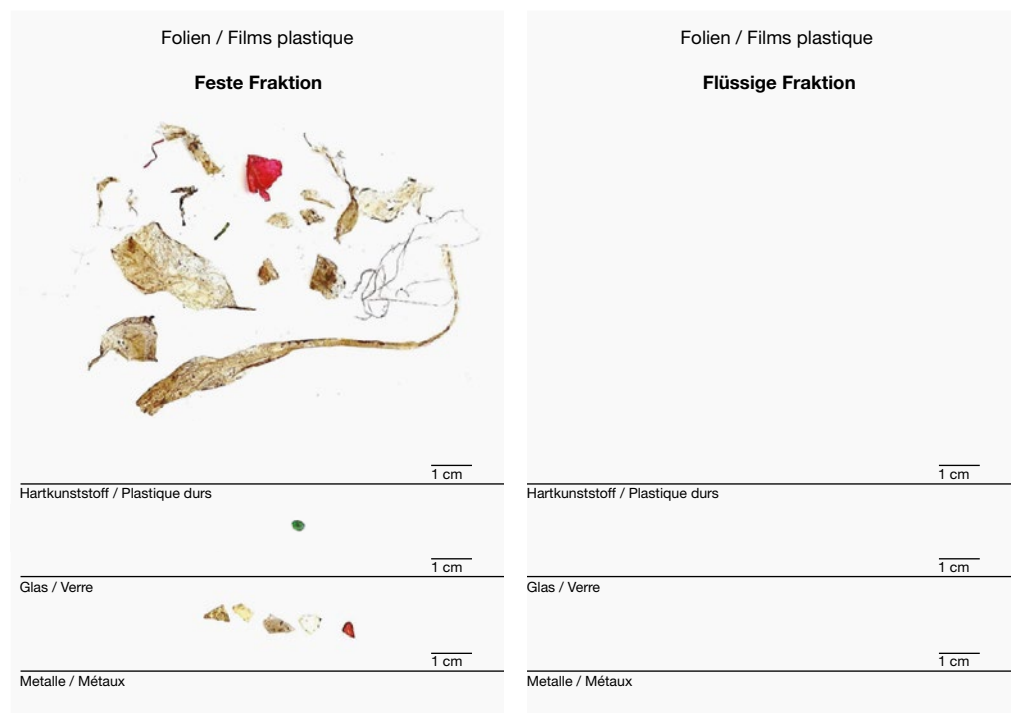 Folien / Films plastique
Feste Fraktion
1 cm
Hartkunststoff / Plastique durs
1 cm
Glas / Verre
1 cm
Metalle / Métaux
Folien / Films plastique
Flüssige Fraktion
1 cm
Hartkunststoff / Plastique durs
1 cm
Glas / Verre
1 cm
Metalle / Métaux